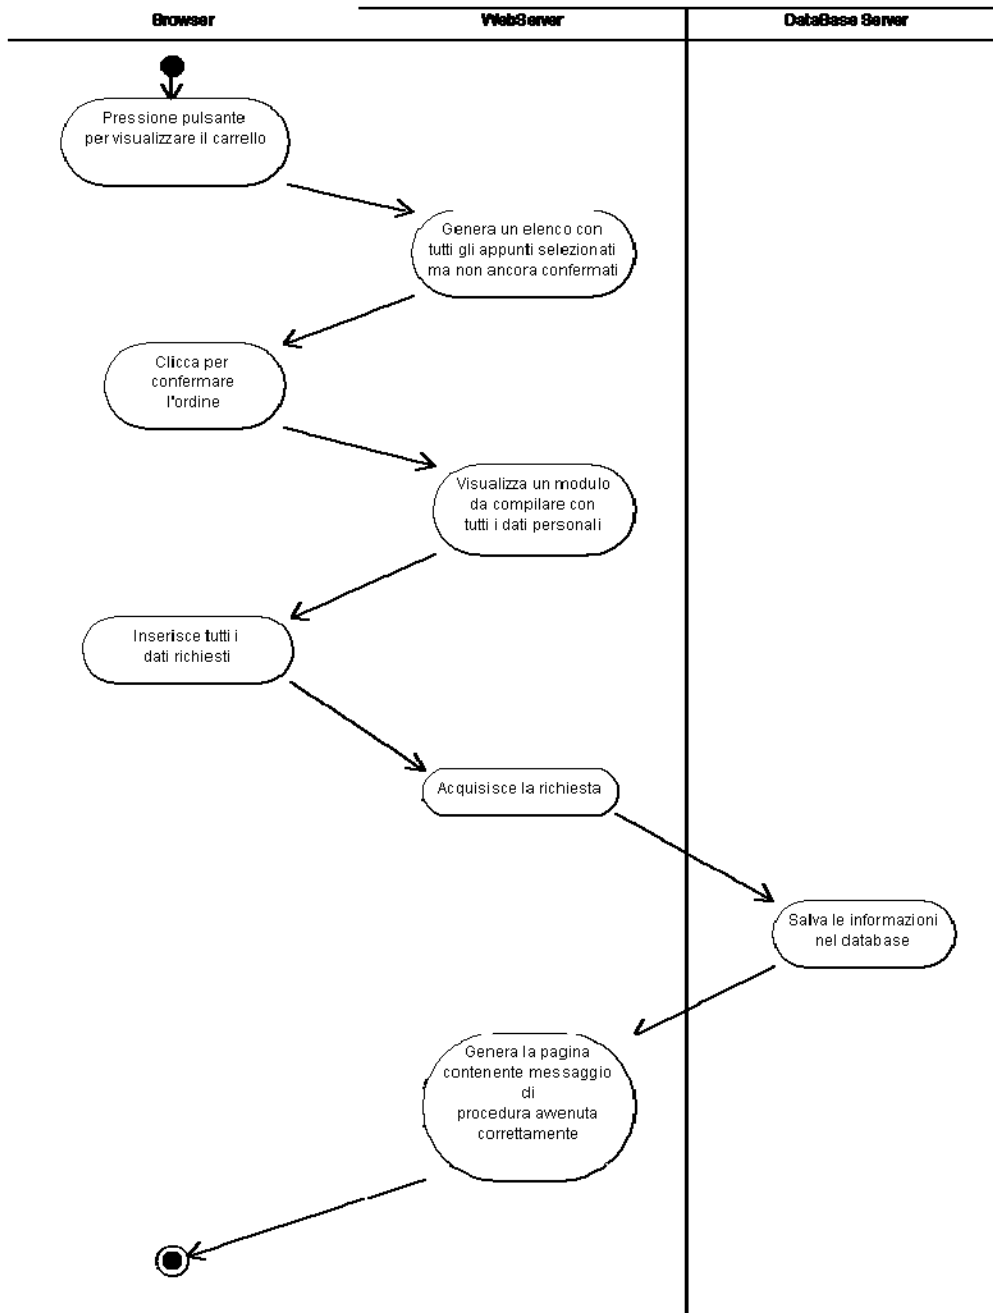 Browser
WebServer
DataBase Server
Pressione pulsante
per visualizzare il carrello
Genera un elenco con
tutti gli appunti selezionati
ma non ancora confermati
Clicca per
confermare
l'ordine
Visualizza un modulo
da compilare con
tutti i dati personali
Inserisce tutti i
dati richiesti
Acquisisce la richiesta
Salva le informazioni
nel database
Genera la pagina
contenente messaggio
di
procedura avvenuta
correttamente